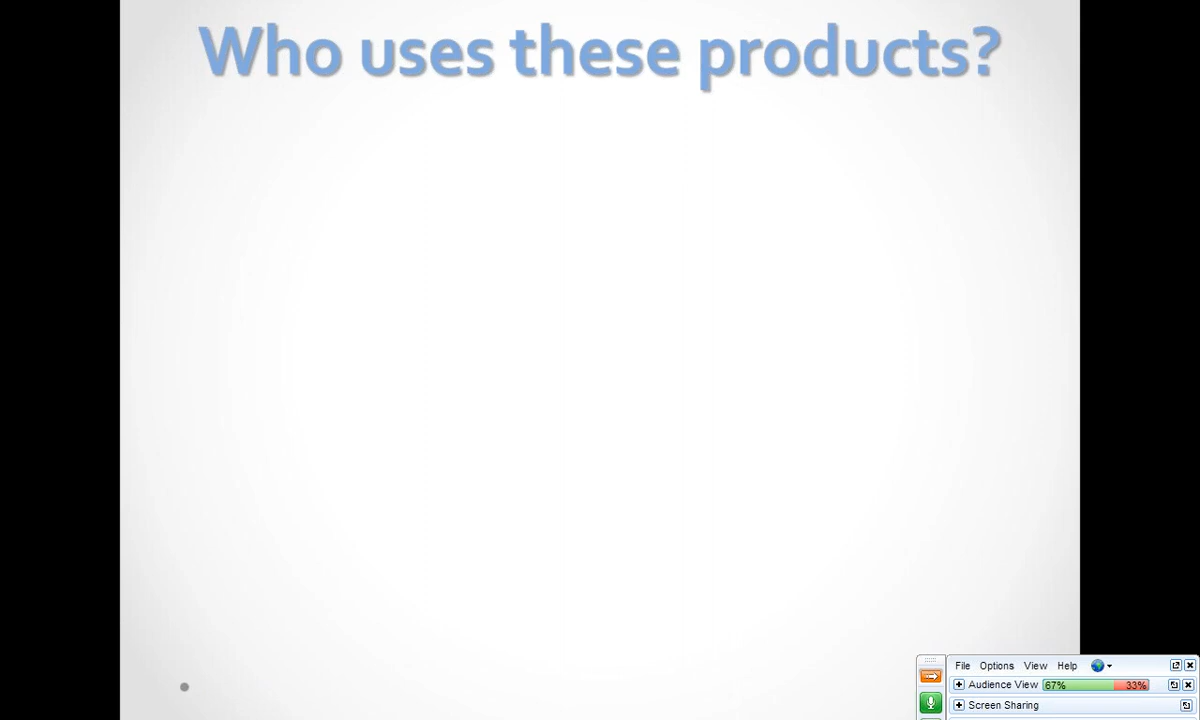 Who uses these products?
File Options View Help
Audience View 67% 33%
Screen Sharing